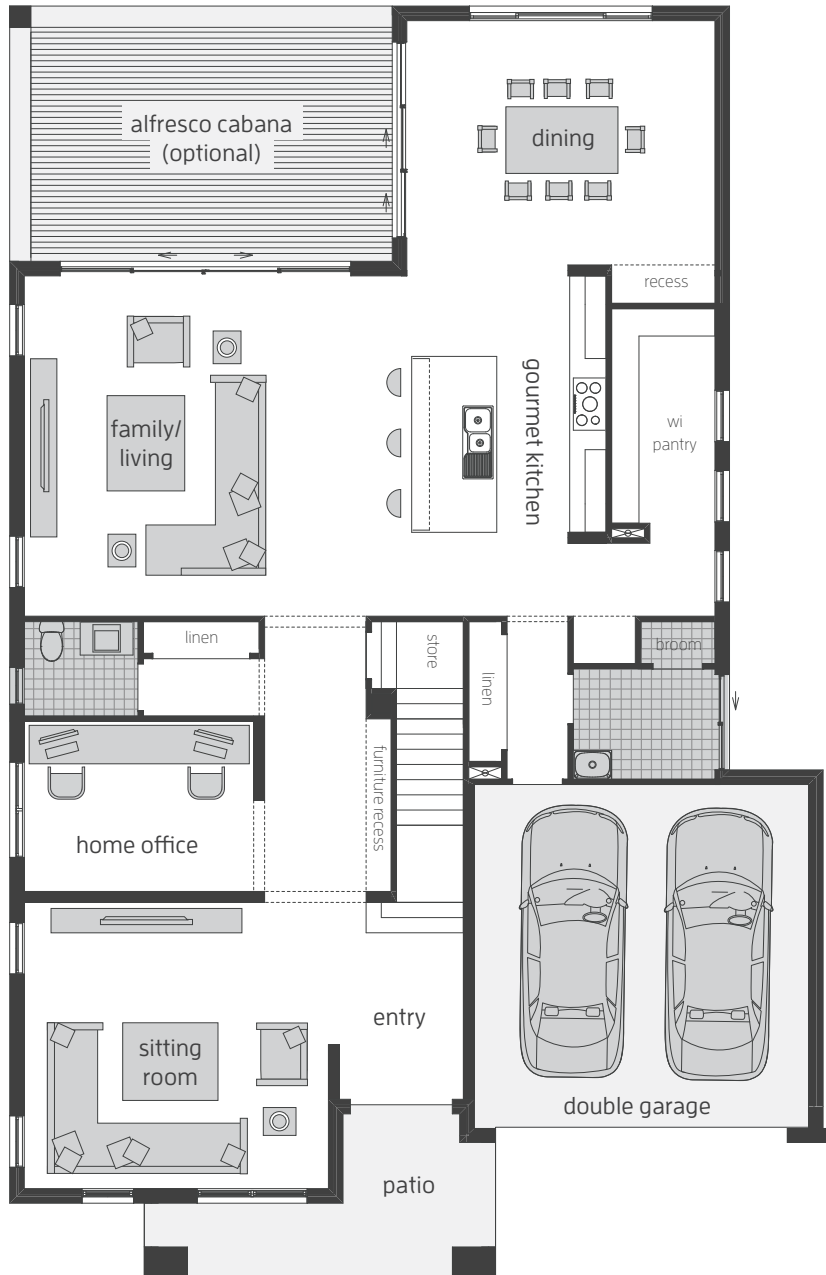 alfresco cabana
(optional)
dining
recess
gourmet kitchen
family/
living
wi
pantry
linen
store
broom
linen
furniture recess
home office
entry
sitting
room
double garage
patio